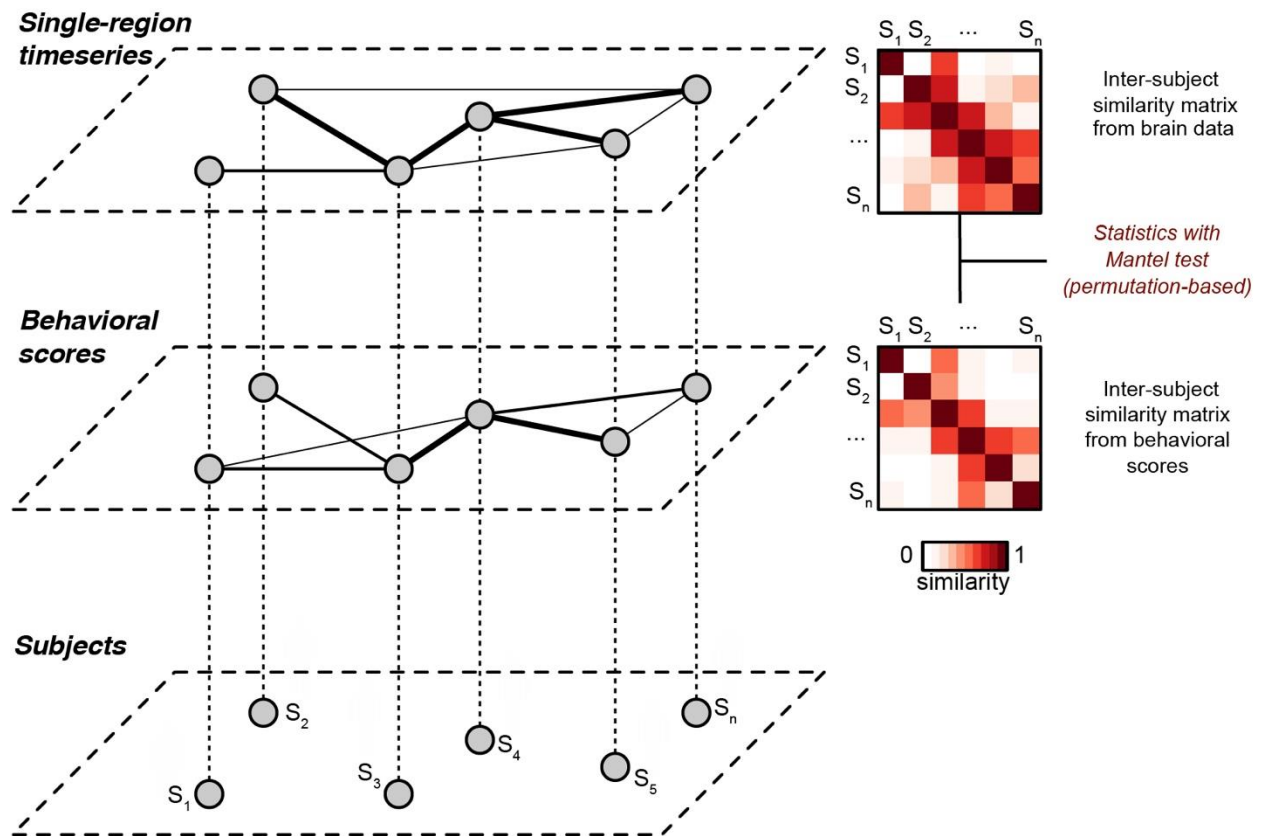 Single-region
timeseries
S1 S2 ... Sn
S1
S2
...
Sn
Inter-subject
similarity matrix
from brain data
Statistics with
Mantel test
(permutation-based)
Behavioral
scores
S1 S2 ... Sn
S1
S2
...
Sn
Inter-subject
similarity matrix
from behavioral
scores
0 1
similarity
Subjects
S2
Sn
S4
S3
S5
S1